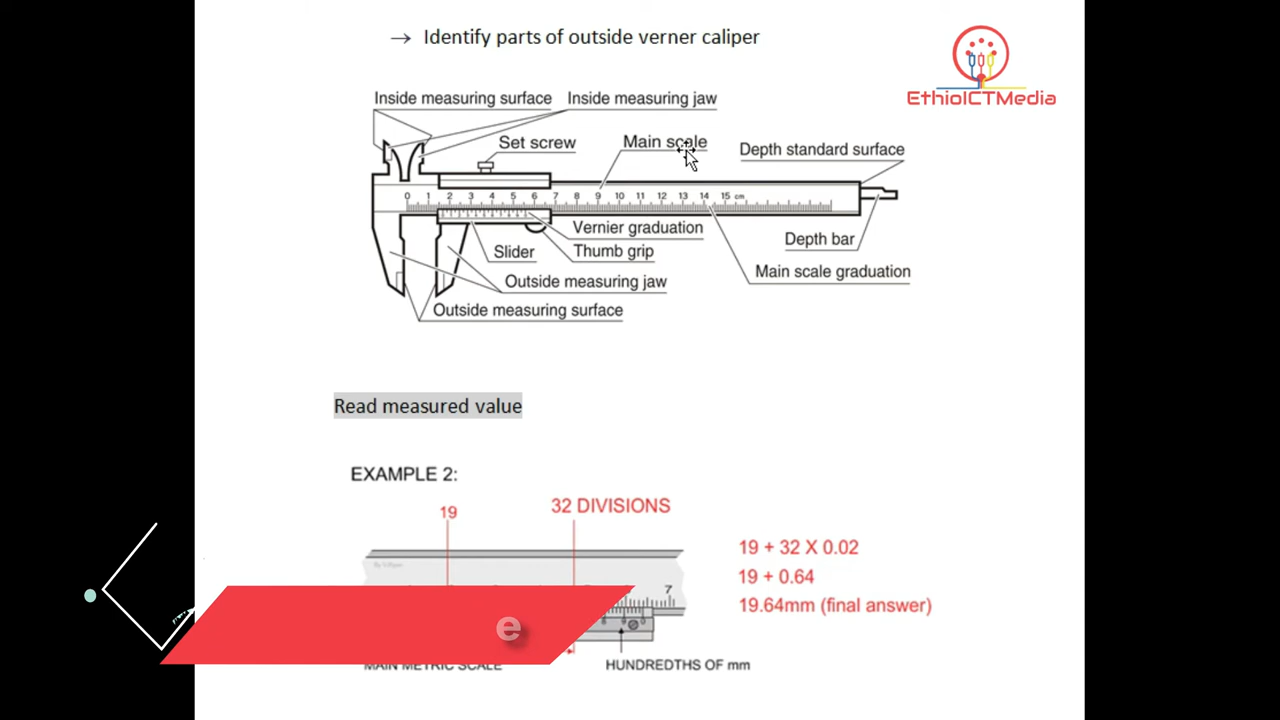 → Identify parts of outside verner caliper
EthioICTMedia
Inside measuring surface
Inside measuring jaw
Set screw
Main scale
Depth standard surface
0 1 2 3 4 5 6 7 8 9 10 11 12 13 14 15 cm
Vernier graduation
Depth bar
Slider
Thumb grip
Main scale graduation
Outside measuring jaw
Outside measuring surface
Read measured value
EXAMPLE 2:
32 DIVISIONS
19
19 + 32 X 0.02
19 + 0.64
7
19.64mm (final answer)
e
MAIN METRIC SCALE
HUNDREDTHS OF mm